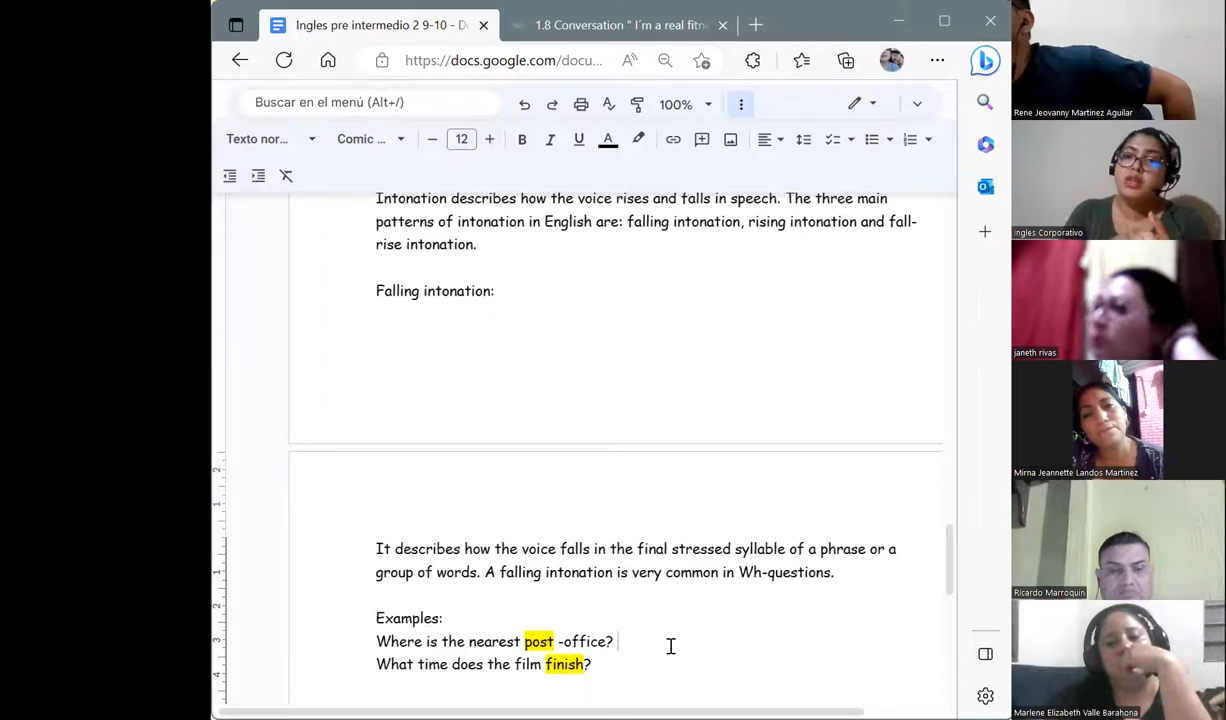 Ingles pre intermedio 2 9-10 - Do
1.8 Conversation " I´m a real fitn
https://docs.google.com/docu...
Buscar en el menú (Alt+/)
100%
Texto nor...
Comic ...
12
Intonation describes how the voice rises and falls in speech. The three main
patterns of intonation in English are: falling intonation, rising intonation and fall-
rise intonation.
Falling intonation:
It describes how the voice falls in the final stressed syllable of a phrase or a
group of words. A falling intonation is very common in Wh-questions.
Examples:
Where is the nearest post -office?
What time does the film finish?
Rene Jeovanny Martinez Aguilar
Ingles Corporativo
janeth rivas
Mirna Jeannette Landos Martinez
Ricardo Marroquin
Marlene Elizabeth Valle Barahona